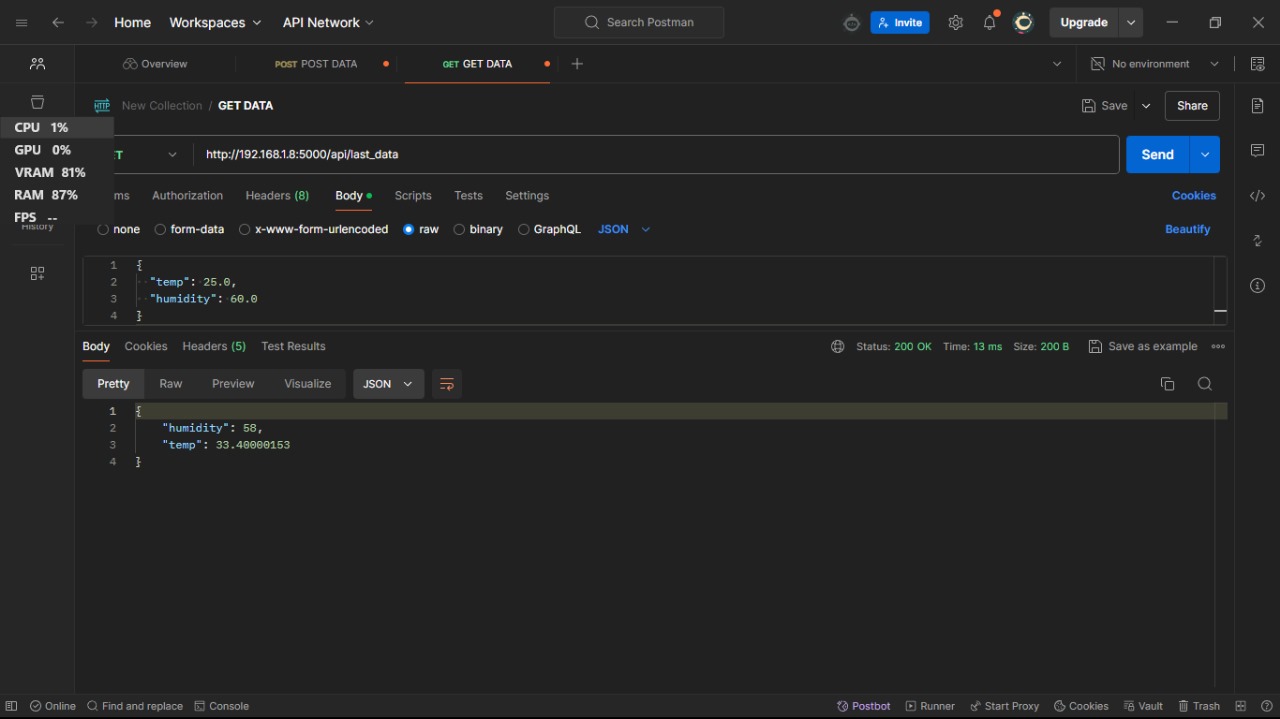 Home Workspaces API Network Search Postman Invite Upgrade
Overview POST POST DATA GET GET DATA No environment
HTTP New Collection / GET DATA Save Share
CPU 1%
GPU 0%
VRAM 81%
RAM 87%
FPS --
History
http://192.168.1.8:5000/api/last_data Send
Authorization Headers (8) Body Scripts Tests Settings Cookies
none form-data x-www-form-urlencoded raw binary GraphQL JSON Beautify
1 {
2 "temp": 25.0,
3 "humidity": 60.0
4 }
Body Cookies Headers (5) Test Results Status: 200 OK Time: 13 ms Size: 200 B Save as example
Pretty Raw Preview Visualize JSON
1 {
2 "humidity": 58,
3 "temp": 33.40000153
4 }
Online Find and replace Console Postbot Runner Start Proxy Cookies Vault Trash